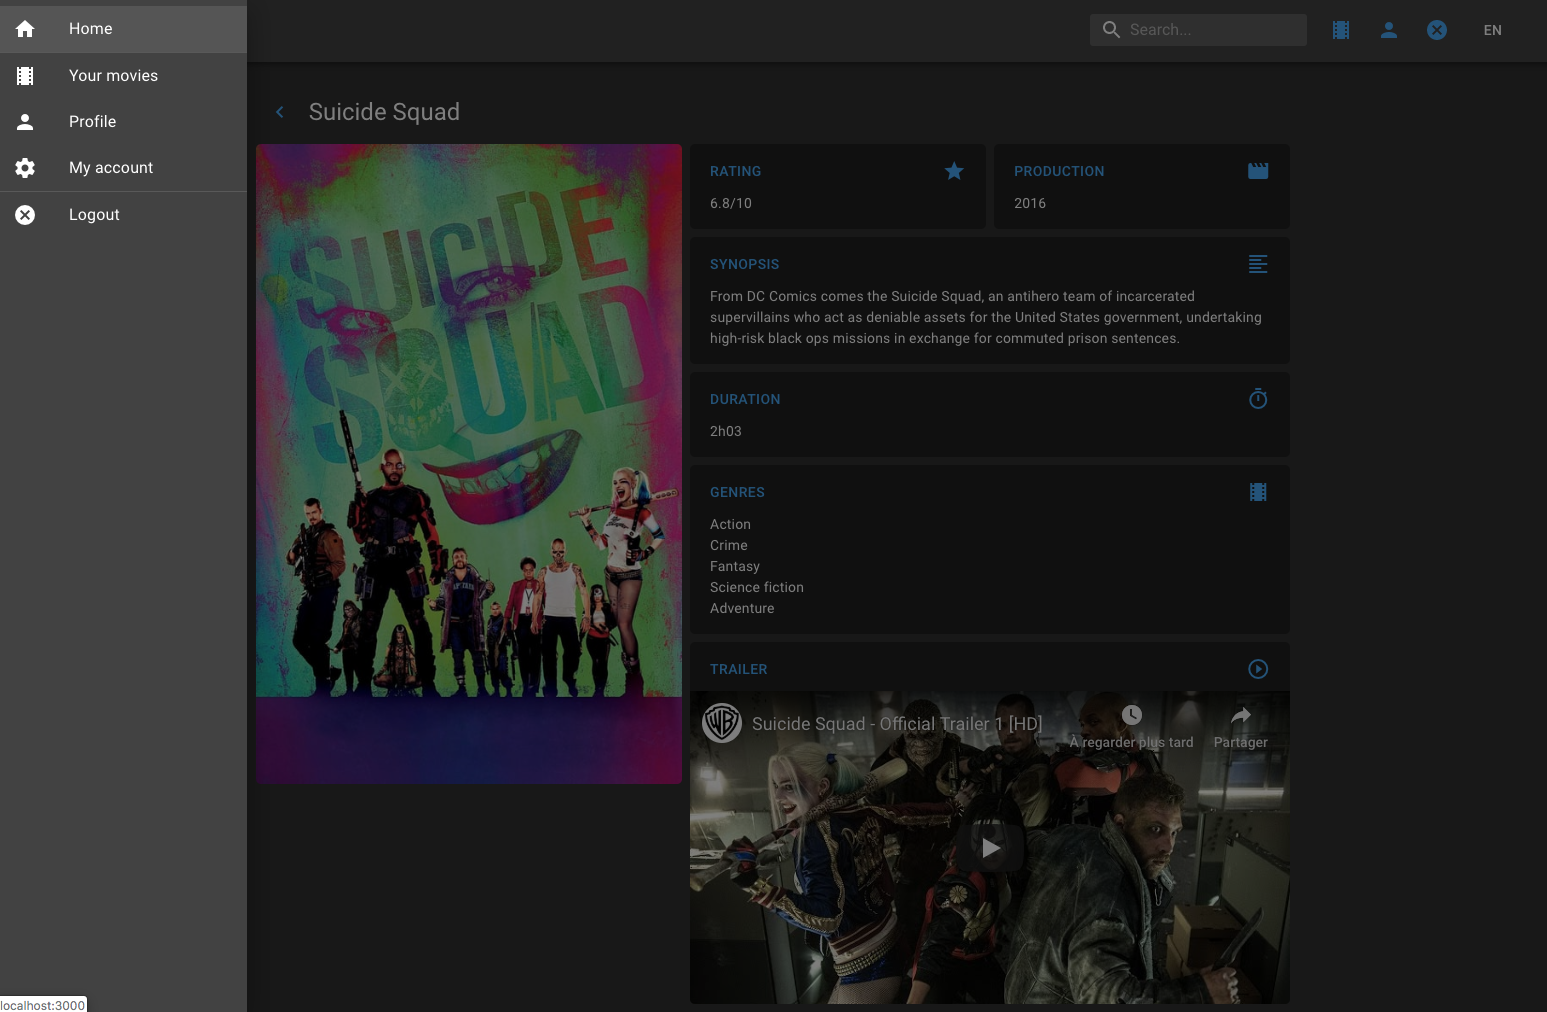 Home
Your movies
Profile
My account
Logout
Search...
EN
Suicide Squad
SUICIDE
SQUAD
RATING
6.8/10
PRODUCTION
2016
SYNOPSIS
From DC Comics comes the Suicide Squad, an antihero team of incarcerated
supervillains who act as deniable assets for the United States government, undertaking
high-risk black ops missions in exchange for commuted prison sentences.
DURATION
2h03
GENRES
Action
Crime
Fantasy
Science fiction
Adventure
TRAILER
Suicide Squad - Official Trailer 1 [HD]
À regarder plus tard
Partager
localhost:3000